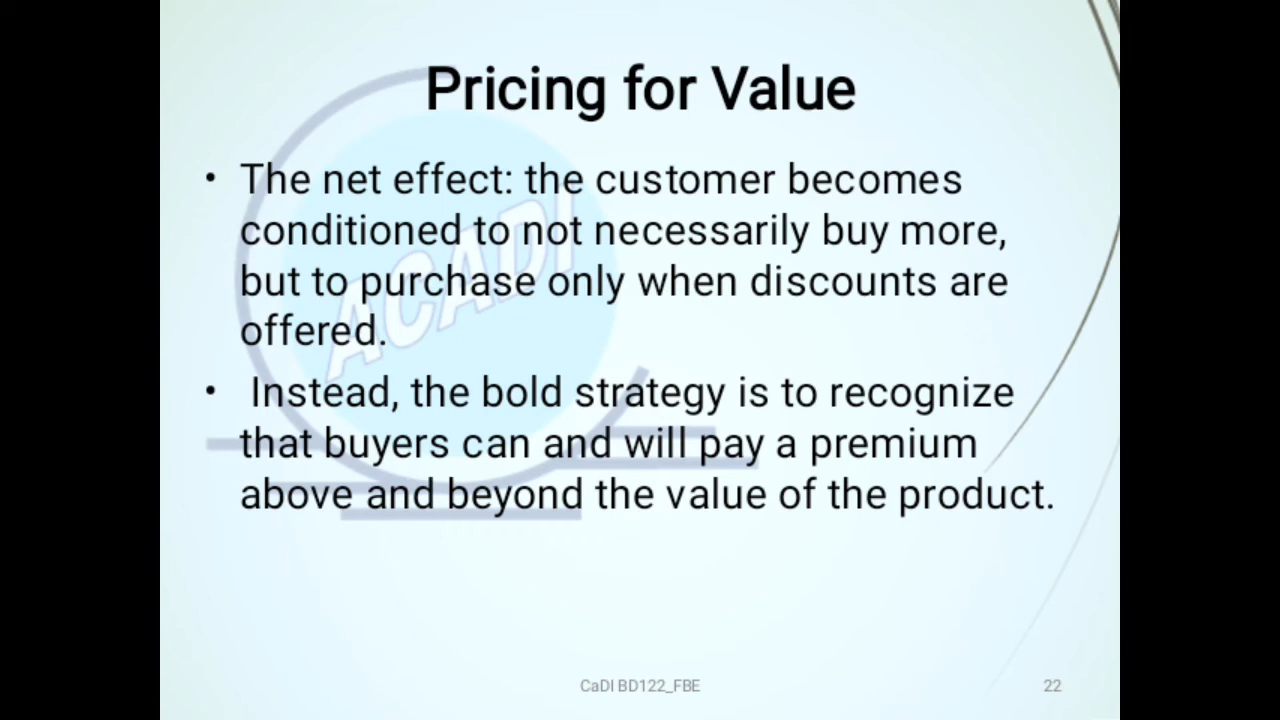 Pricing for Value
• The net effect: the customer becomes
conditioned to not necessarily buy more,
but to purchase only when discounts are
offered.
• Instead, the bold strategy is to recognize
that buyers can and will pay a premium
above and beyond the value of the product.
ACADI
CaDI BD122_FBE
22